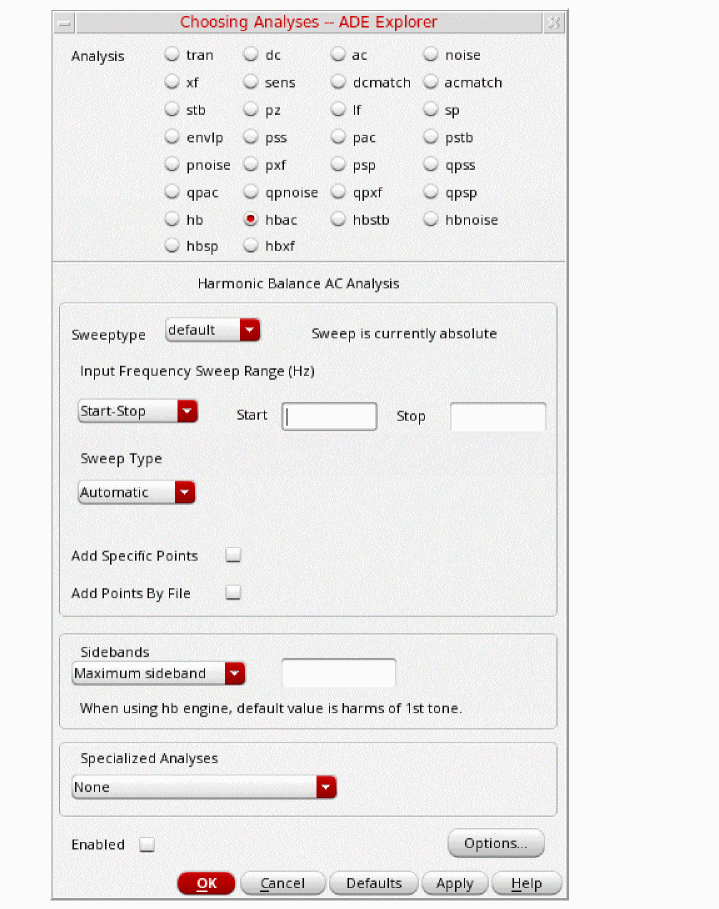 Choosing Analyses -- ADE Explorer
Analysis tran dc ac noise
xf sens dcmatch acmatch
stb pz lf sp
envlp pss pac pstb
pnoise pxf psp qpss
qpac qpnoise qpxf qpsp
hb hbac hbstb hbnoise
hbsp hbxf
Harmonic Balance AC Analysis
Sweeptype default Sweep is currently absolute
Input Frequency Sweep Range (Hz)
Start-Stop Start Stop
Sweep Type
Automatic
Add Specific Points
Add Points By File
Sidebands
Maximum sideband
When using hb engine, default value is harms of 1st tone.
Specialized Analyses
None
Enabled Options...
OK Cancel Defaults Apply Help